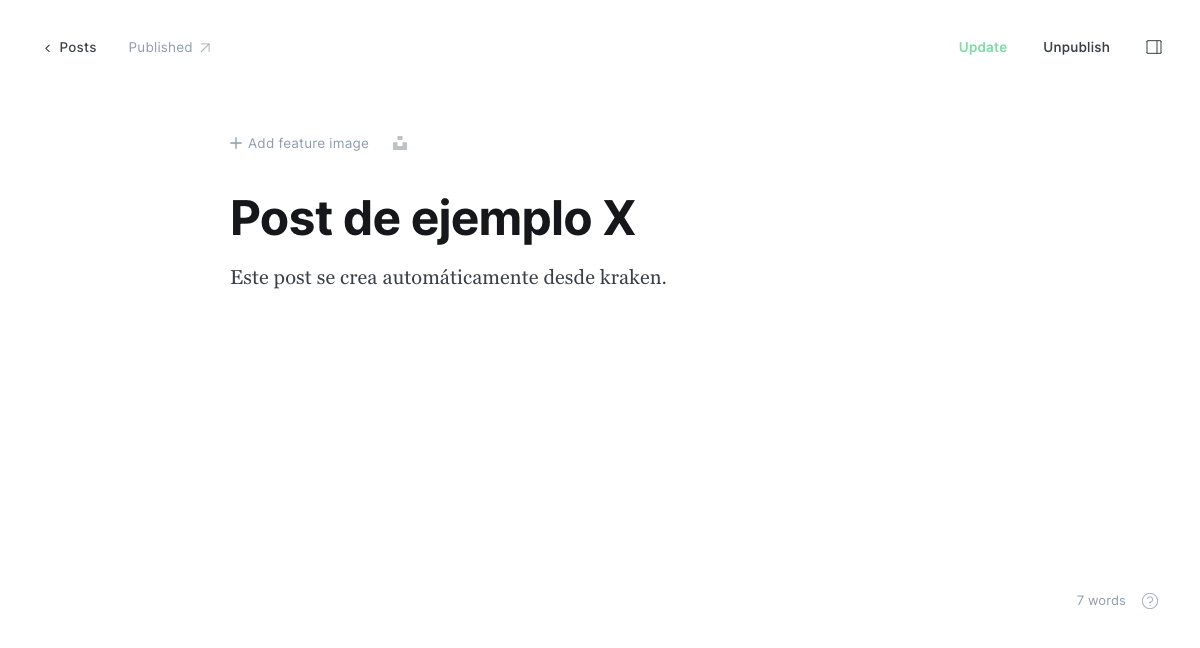 Posts
Published
Update
Unpublish
Add feature image
Post de ejemplo X
Este post se crea automáticamente desde kraken.
7 words
?